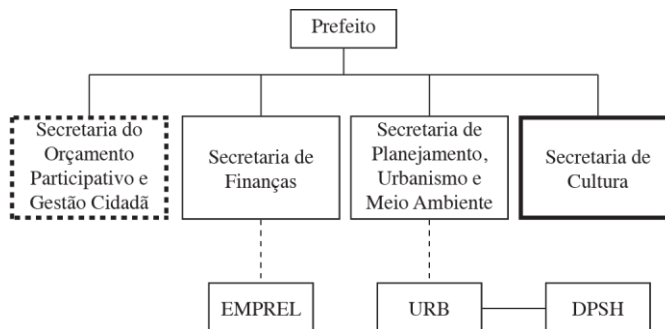 Prefeito
Secretaria do
Orçamento
Participativo e
Gestão Cidadã
Secretaria de
Finanças
Secretaria de
Planejamento,
Urbanismo e
Meio Ambiente
Secretaria de
Cultura
EMPREL
URB
DPSH